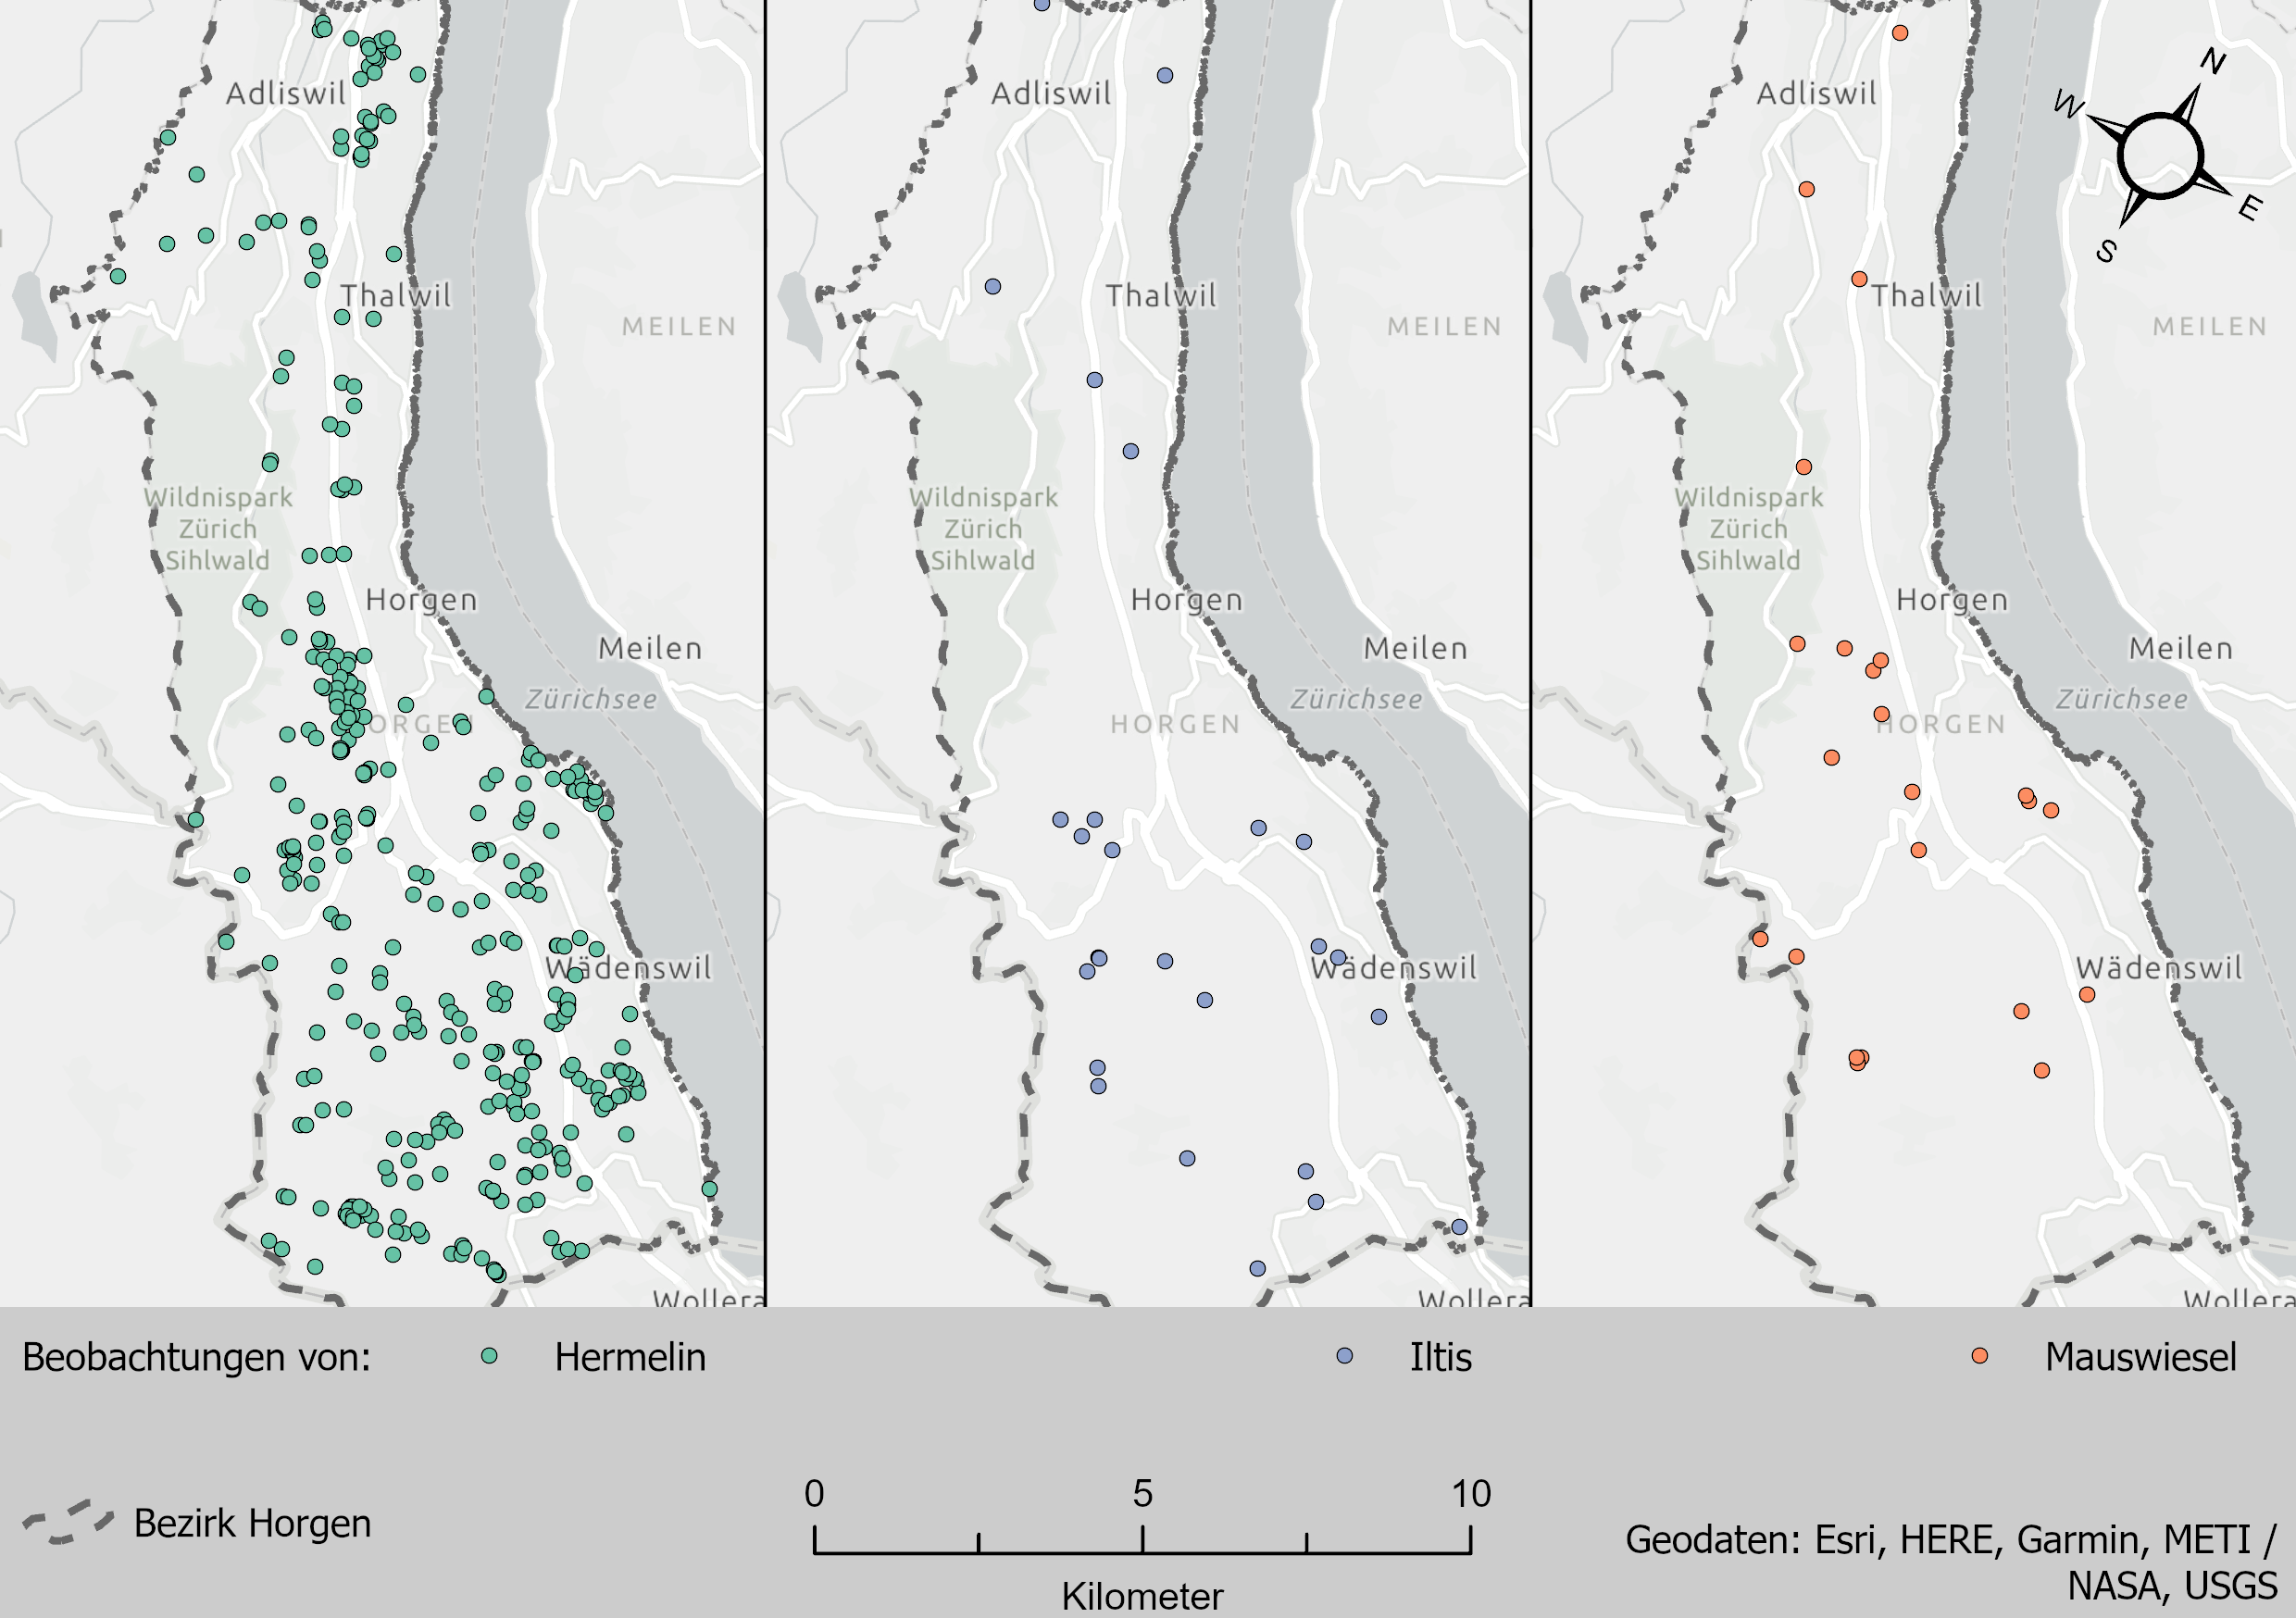 Adliswil
Thalwil
MEILEN
Wildnispark
Zürich
Sihlwald
Horgen
Meilen
Zürichsee
ORGEN
Wädenswil
Wollera
Adliswil
Thalwil
MEILEN
Wildnispark
Zürich
Sihlwald
Horgen
Meilen
Zürichsee
HORGEN
Wädenswil
Wollera
N
W
E
S
Adliswil
Thalwil
MEILEN
Wildnispark
Zürich
Sihlwald
Horgen
Meilen
Zürichsee
HORGEN
Wädenswil
Wollera
Beobachtungen von: Hermelin Iltis Mauswiesel
Bezirk Horgen
0 5 10
Kilometer
Geodaten: Esri, HERE, Garmin, METI /
NASA, USGS